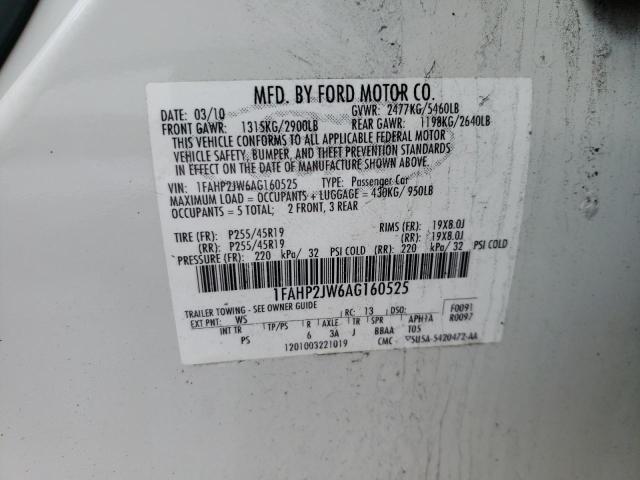 MFD. BY FORD MOTOR CO.
DATE: 03/10 GVWR: 2477KG/5460LB
FRONT GAWR: 1315KG/2900LB REAR GAWR: 1198KG/2640LB
THIS VEHICLE CONFORMS TO ALL APPLICABLE FEDERAL MOTOR
VEHICLE SAFETY, BUMPER, AND THEFT PREVENTION STANDARDS
IN EFFECT ON THE DATE OF MANUFACTURE SHOWN ABOVE.
VIN: 1FAHP2JW6AG160525 TYPE: Passenger Car
MAXIMUM LOAD = OCCUPANTS + LUGGAGE = 430KG/ 950LB
OCCUPANTS = 5 TOTAL; 2 FRONT, 3 REAR
TIRE (FR): P255/45R19 RIMS (FR): 19X8.0J
(RR): P255/45R19 (RR): 19X8.0J
PRESSURE (FR): 220 kPa/ 32 PSI COLD (RR): 220 kPa/ 32 PSI COLD
1FAHP2JW6AG160525
TRAILER TOWING - SEE OWNER GUIDE RC: 13 DSO: F0091
EXT PNT: WS TP/PS R AXLE TR SPR APH:A R0097
PS 6 3A J BBAA TOS
1201003221019 CMC 5U5A-5420472-AA